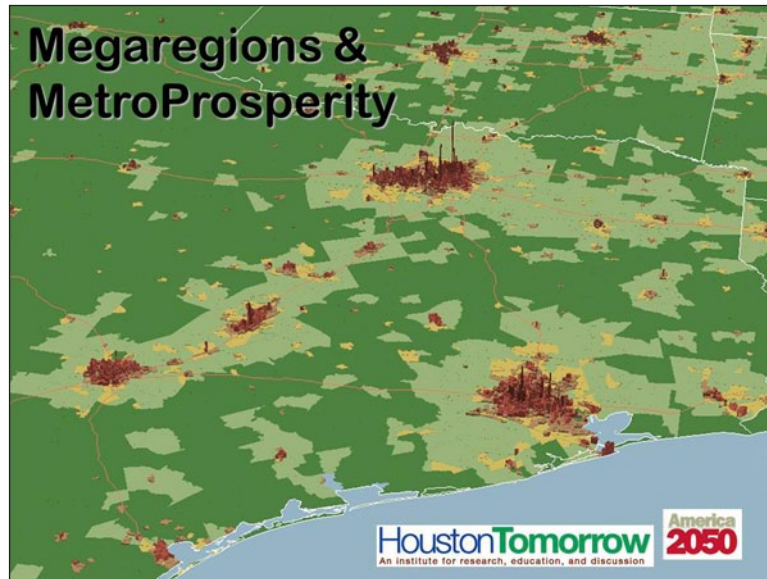 Megaregions &
MetroProsperity
HoustonTomorrow
An institute for research, education, and discussion
America
2050